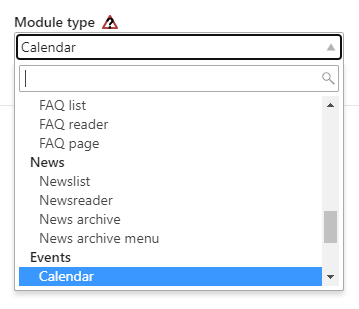 Module type ?
Calendar
FAQ list
FAQ reader
FAQ page
News
Newslist
Newsreader
News archive
News archive menu
Events
Calendar